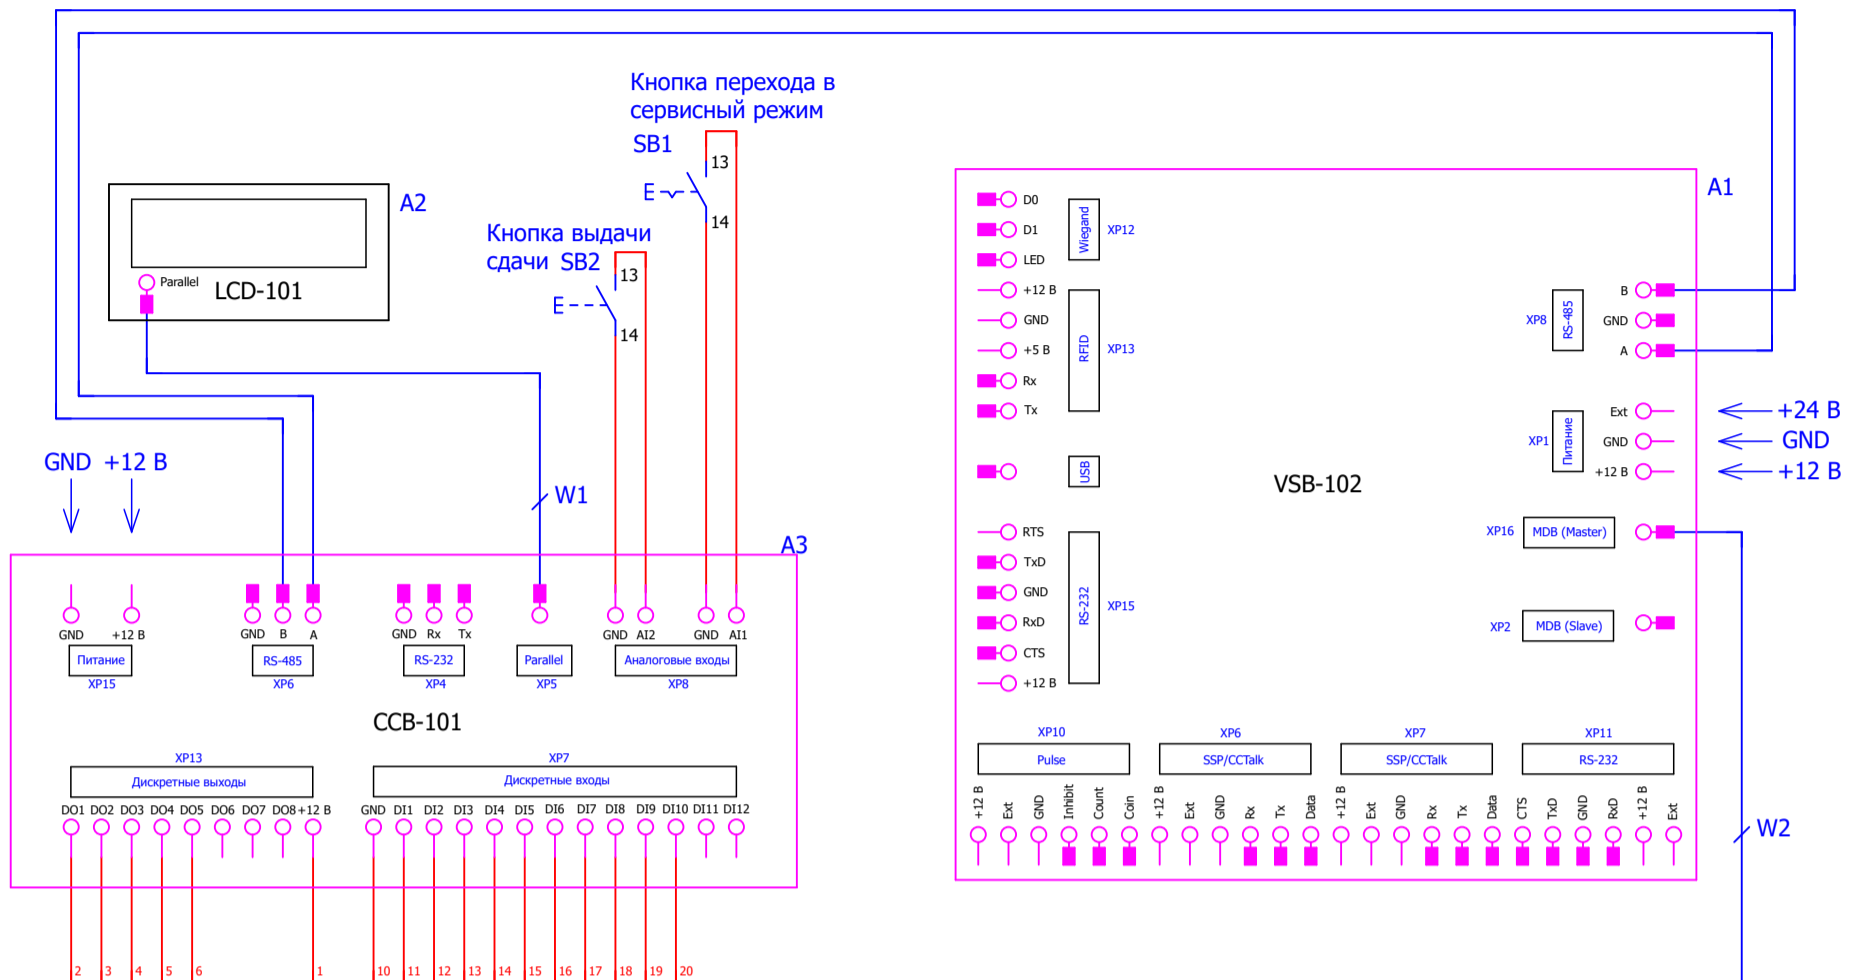 Кнопка перехода в
сервисный режим
SB1
13
14
E
Кнопка выдачи
сдачи SB2
13
14
E
A2
Parallel
LCD-101
GND +12 В
W1
A3
GND +12 В
Питание
XP15
GND B A
RS-485
XP6
GND Rx Tx
RS-232
XP4
Parallel
XP5
GND AI2 GND AI1
Аналоговые входы
XP8
CCB-101
XP13
Дискретные выходы
DO1 DO2 DO3 DO4 DO5 DO6 DO7 DO8 +12 В
2 3 4 5 6 1
XP7
Дискретные входы
GND DI1 DI2 DI3 DI4 DI5 DI6 DI7 DI8 DI9 DI10 DI11 DI12
10 11 12 13 14 15 16 17 18 19 20
A1
D0
D1
LED
Wiegand
XP12
+12 В
GND
+5 В
Rx
Tx
RFID
XP13
USB
RTS
TxD
GND
RxD
CTS
+12 В
RS-232
XP15
VSB-102
B
GND
A
XP8
RS-485
Ext
GND
+12 В
XP1
Питание
+24 В
GND
+12 В
XP16
MDB (Master)
XP2
MDB (Slave)
XP10
Pulse
+12 В Ext GND Inhibit Count Coin
XP6
SSP/CCTalk
+12 В Ext GND Rx Tx Data
XP7
SSP/CCTalk
+12 В Ext GND Rx Tx Data
XP11
RS-232
CTS TxD GND RxD +12 В Ext
W2